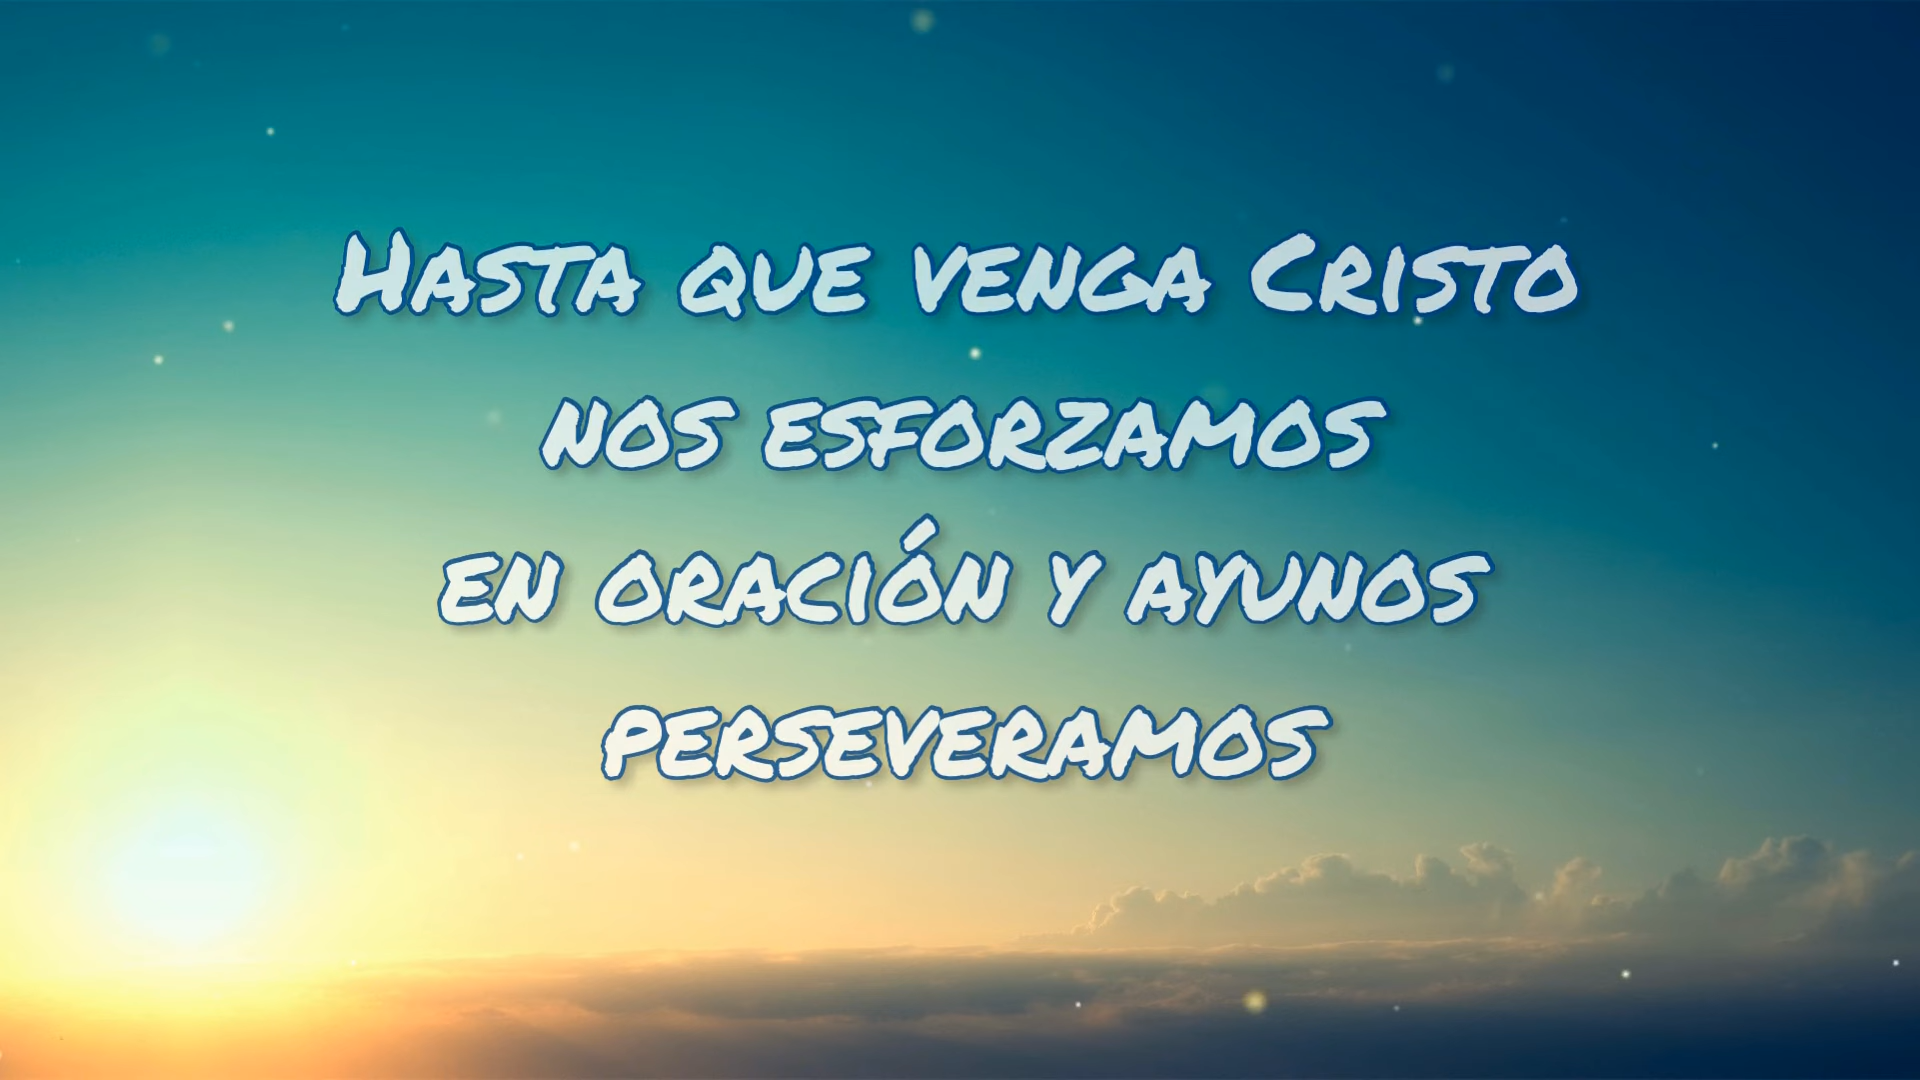 Hasta que venga Cristo
nos esforzamos
en oración y ayunos
perseveramos